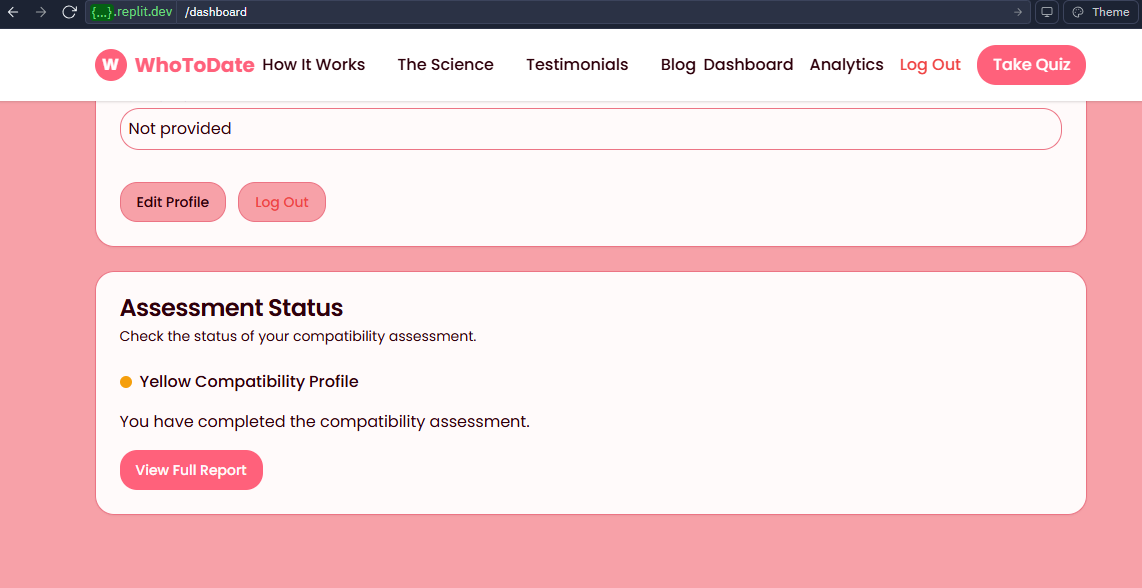 {...}.replit.dev /dashboard Theme
W WhoToDate How It Works The Science Testimonials Blog Dashboard Analytics Log Out Take Quiz
Not provided
Edit Profile Log Out
Assessment Status
Check the status of your compatibility assessment.
Yellow Compatibility Profile
You have completed the compatibility assessment.
View Full Report